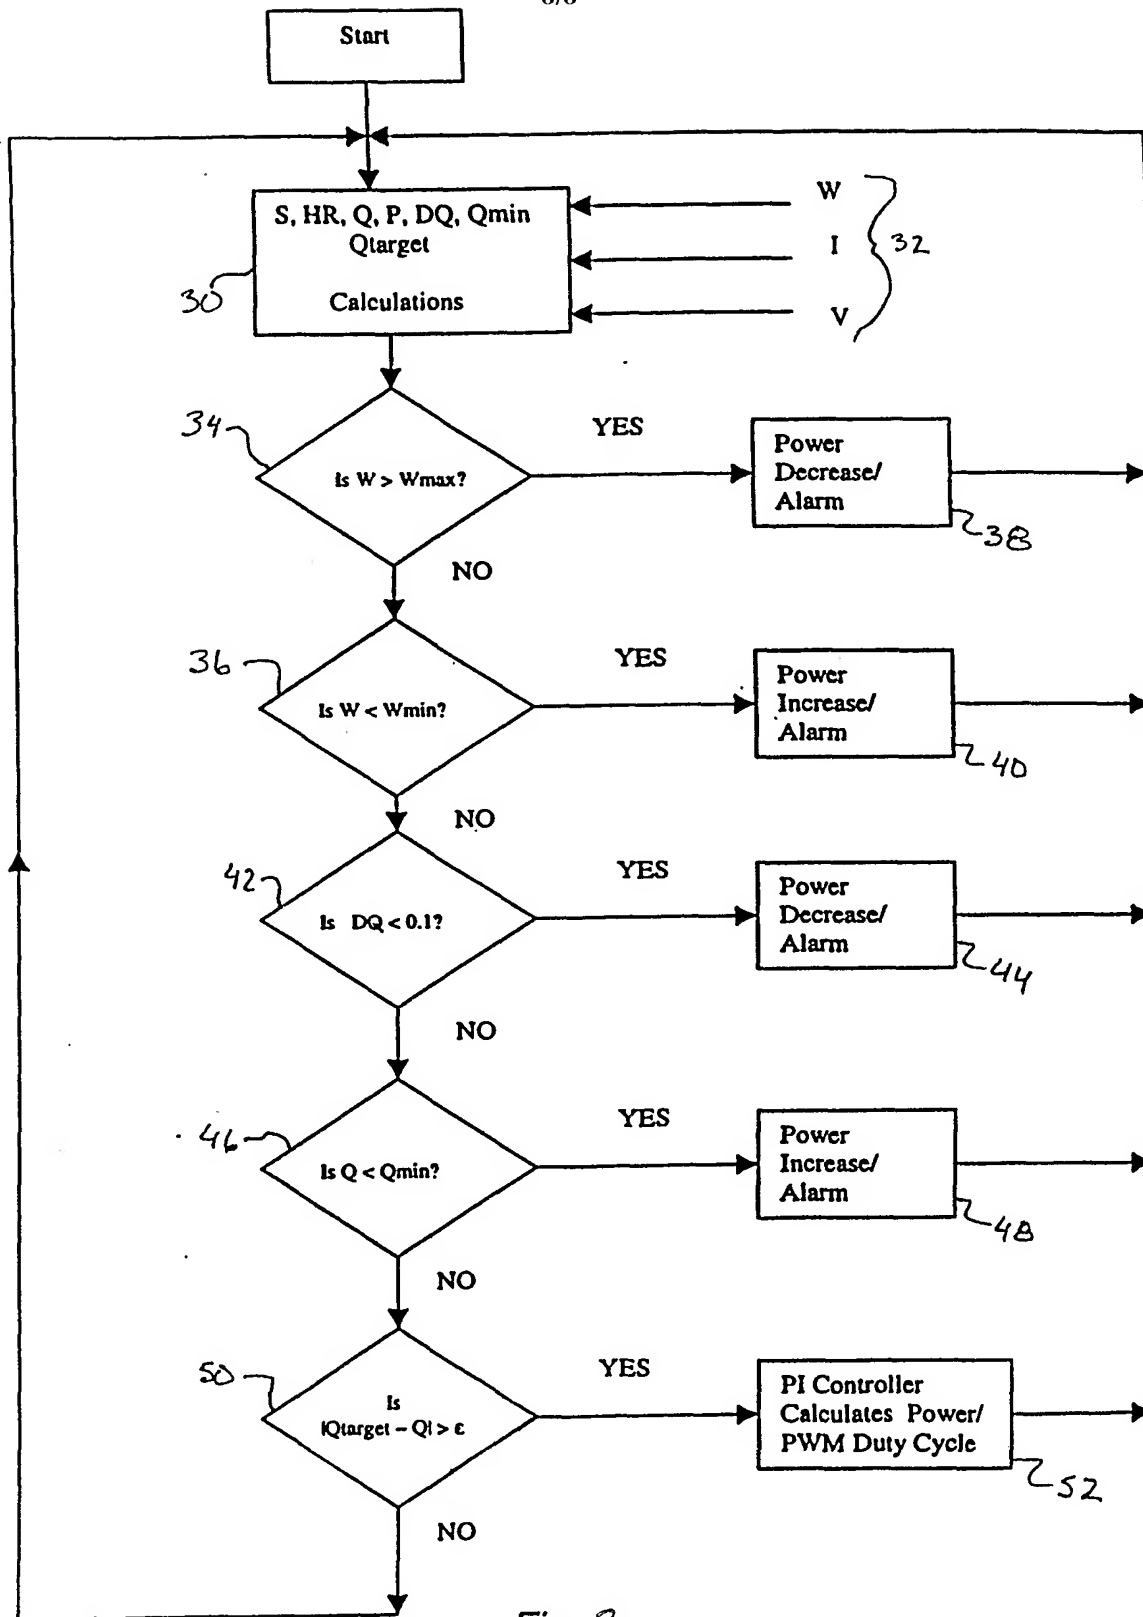 Start
S, HR, Q, P, DQ, Qmin
Qtarget
Calculations
30
W
I
V
32
34
Is W > Wmax?
YES
Power
Decrease/
Alarm
38
NO
36
Is W < Wmin?
YES
Power
Increase/
Alarm
40
NO
42
Is DQ < 0.1?
YES
Power
Decrease/
Alarm
44
NO
46
Is Q < Qmin?
YES
Power
Increase/
Alarm
48
NO
50
Is
|Qtarget – Q| > ε
YES
PI Controller
Calculates Power/
PWM Duty Cycle
52
NO